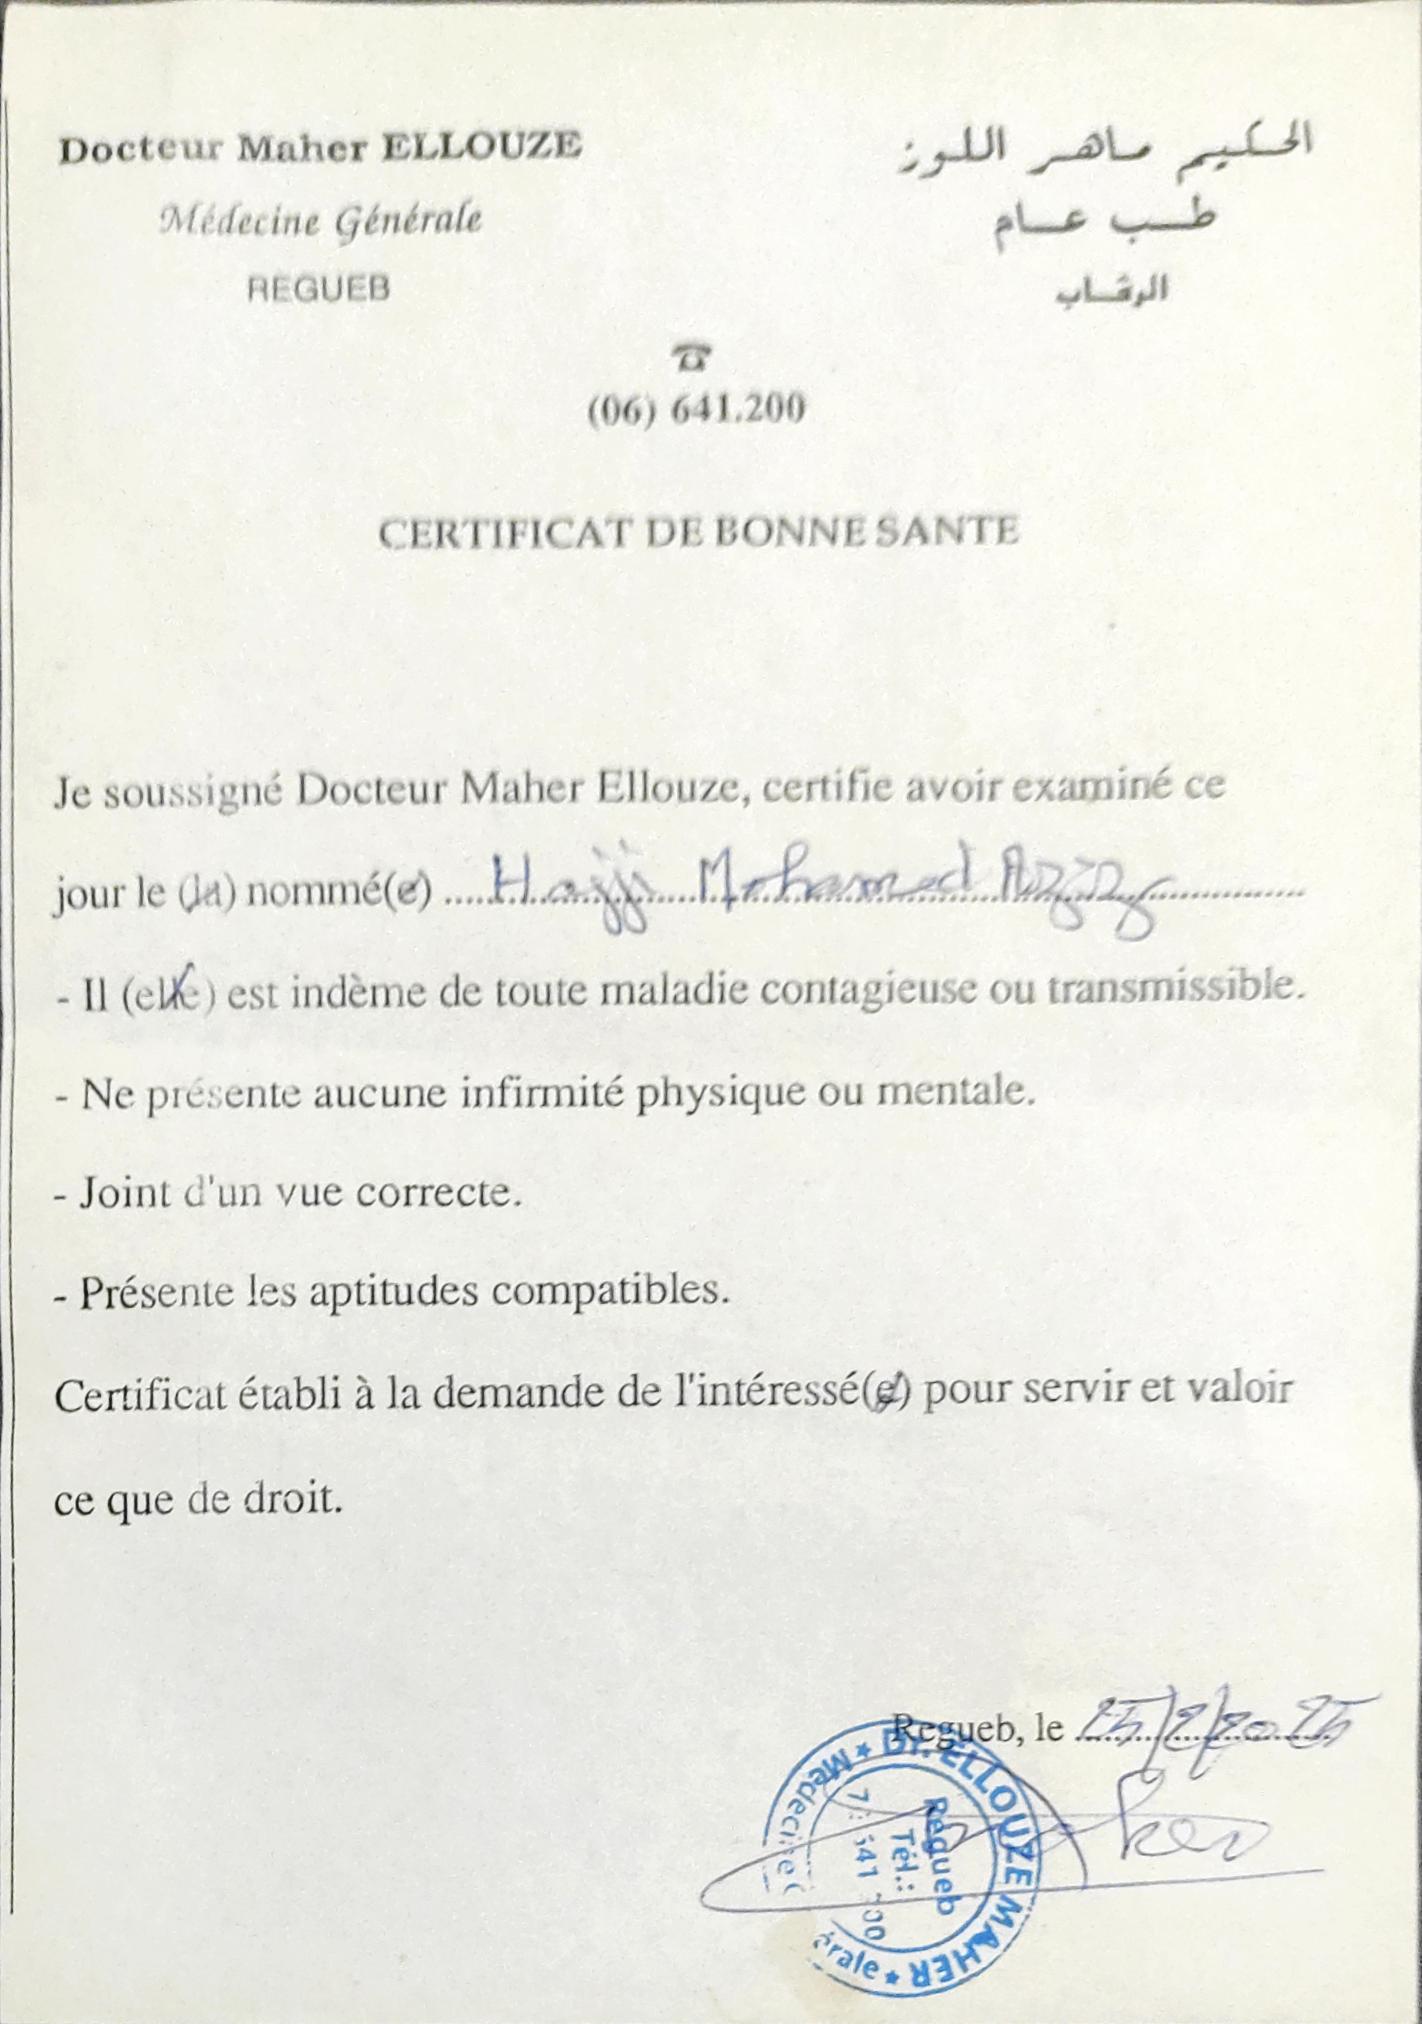 Docteur Maher ELLOUZE
Médecine Générale
REGUEB
الحكيم ماهر اللوز
طب عام
الرقاب
☎
(06) 641.200
CERTIFICAT DE BONNE SANTE
Je soussigné Docteur Maher Ellouze, certifie avoir examiné ce
jour le (la) nommé(e) Hajji Mohamed Aziz
- Il (elle) est indème de toute maladie contagieuse ou transmissible.
- Ne présente aucune infirmité physique ou mentale.
- Joint d'un vue correcte.
- Présente les aptitudes compatibles.
Certificat établi à la demande de l'intéressé(e) pour servir et valoir
ce que de droit.
Regueb, le 25/2/2025
Dr. ELLOUZE MAHER
Regueb
Tél.: